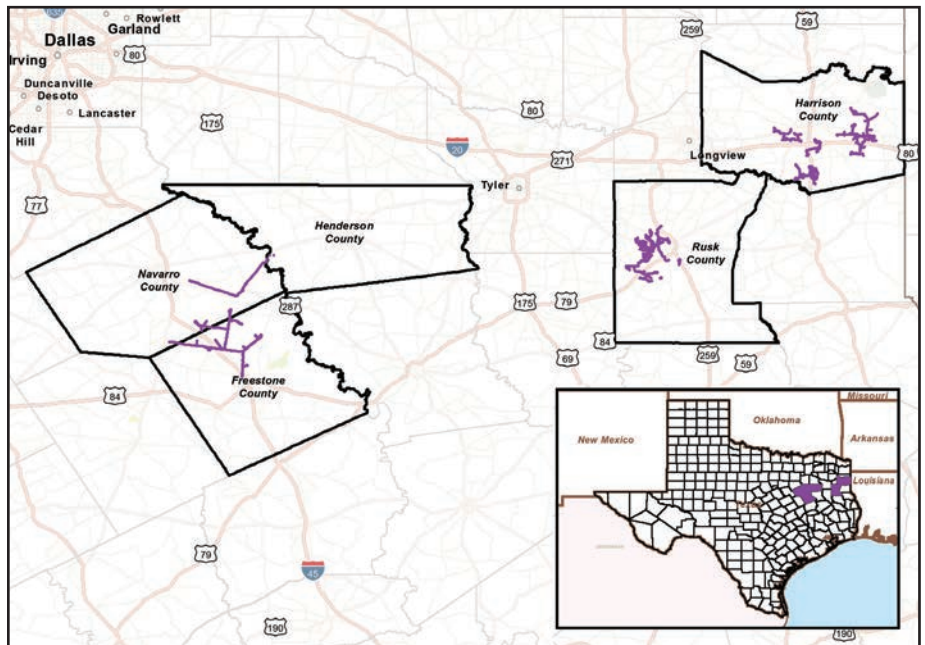 Rowlett
Garland
Dallas
Irving
80
Duncanville
Desoto
Lancaster
Cedar
Hill
175
77
259
59
80
20
271
Longview
Harrison
County
80
Tyler
Henderson
County
Navarro
County
Rusk
County
287
175
79
84
69
259
59
84
Freestone
County
79
45
190
190
Missouri
Oklahoma
New Mexico
Arkansas
Louisiana